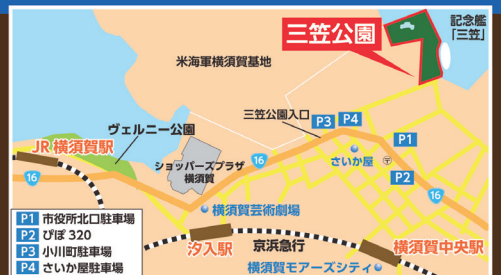 記念艦
「三笠」
三笠公園
米海軍横須賀基地
三笠公園入口
P3 P4
ヴェルニー公園
P1
JR 横須賀駅
ショッパーズプラザ
横須賀
16
さいか屋
〒
P2
16
16
横須賀芸術劇場
P1 市役所北口駐車場
P2 ぴぽ 320
P3 小川町駐車場
P4 さいか屋駐車場
汐入駅
京浜急行
横須賀中央駅
横須賀モアーズシティ